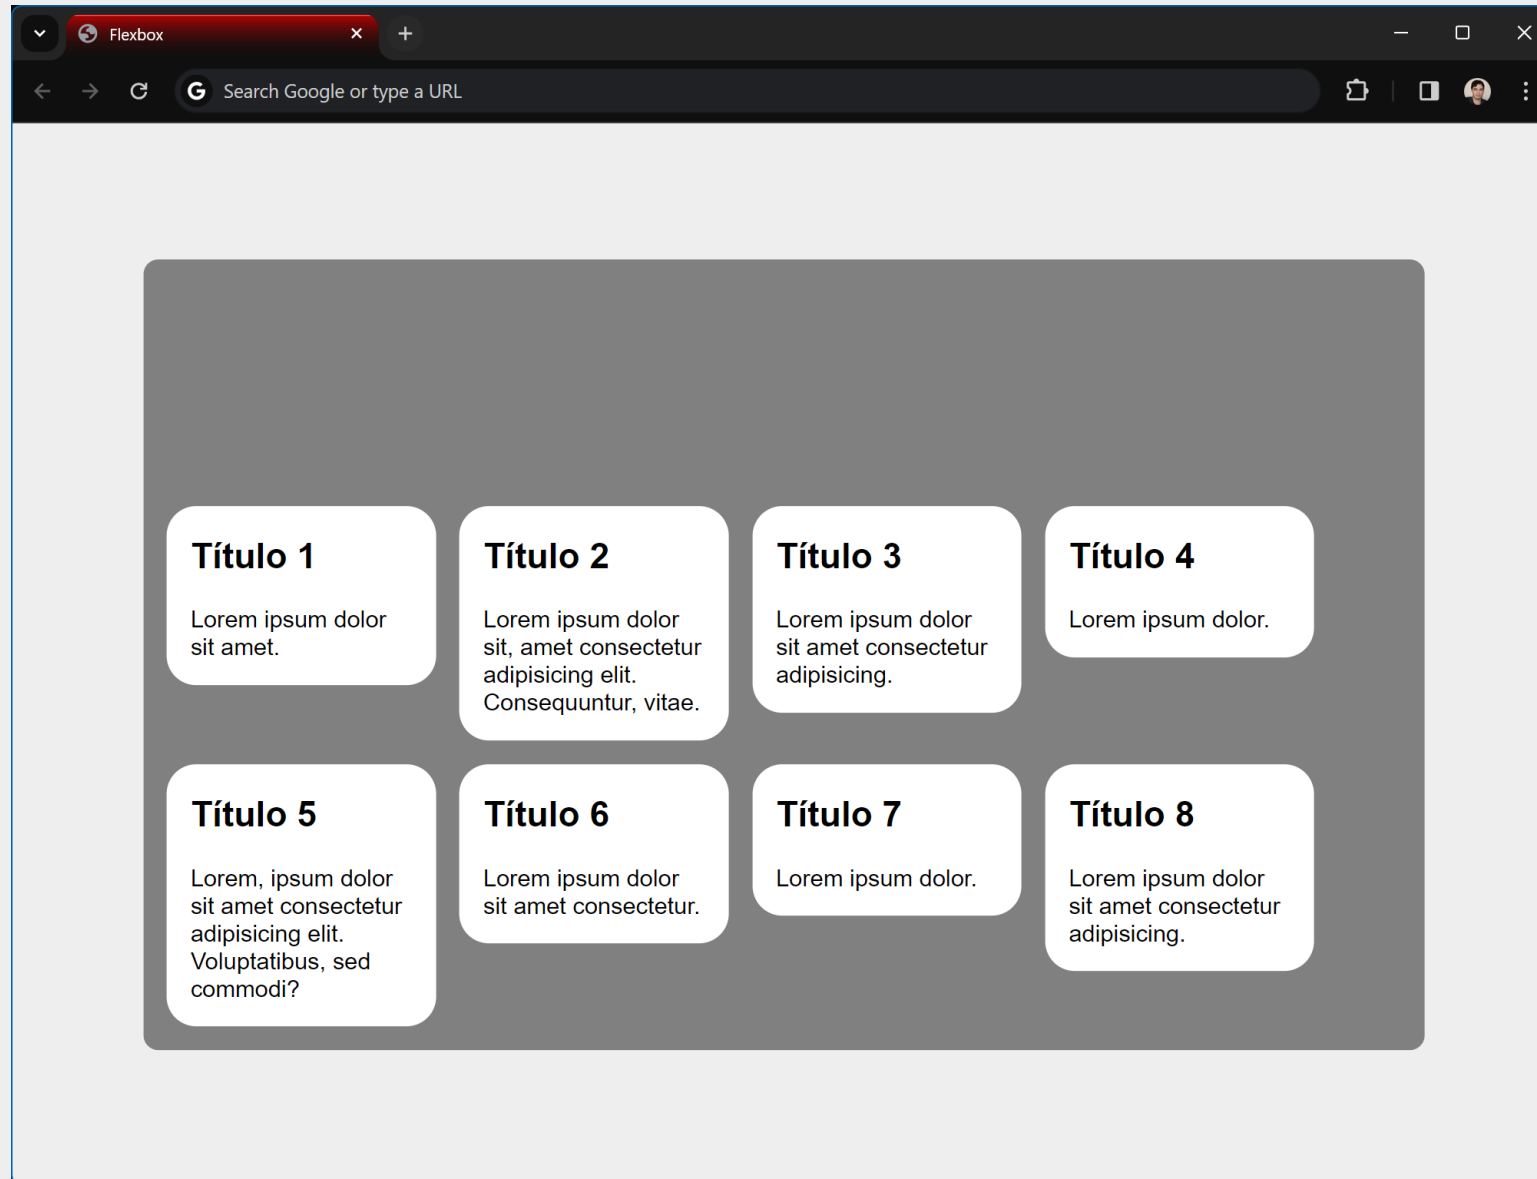 Flexbox
Search Google or type a URL
Título 1
Lorem ipsum dolor
sit amet.
Título 2
Lorem ipsum dolor
sit, amet consectetur
adipisicing elit.
Consequuntur, vitae.
Título 3
Lorem ipsum dolor
sit amet consectetur
adipisicing.
Título 4
Lorem ipsum dolor.
Título 5
Lorem, ipsum dolor
sit amet consectetur
adipisicing elit.
Voluptatibus, sed
commodi?
Título 6
Lorem ipsum dolor
sit amet consectetur.
Título 7
Lorem ipsum dolor.
Título 8
Lorem ipsum dolor
sit amet consectetur
adipisicing.